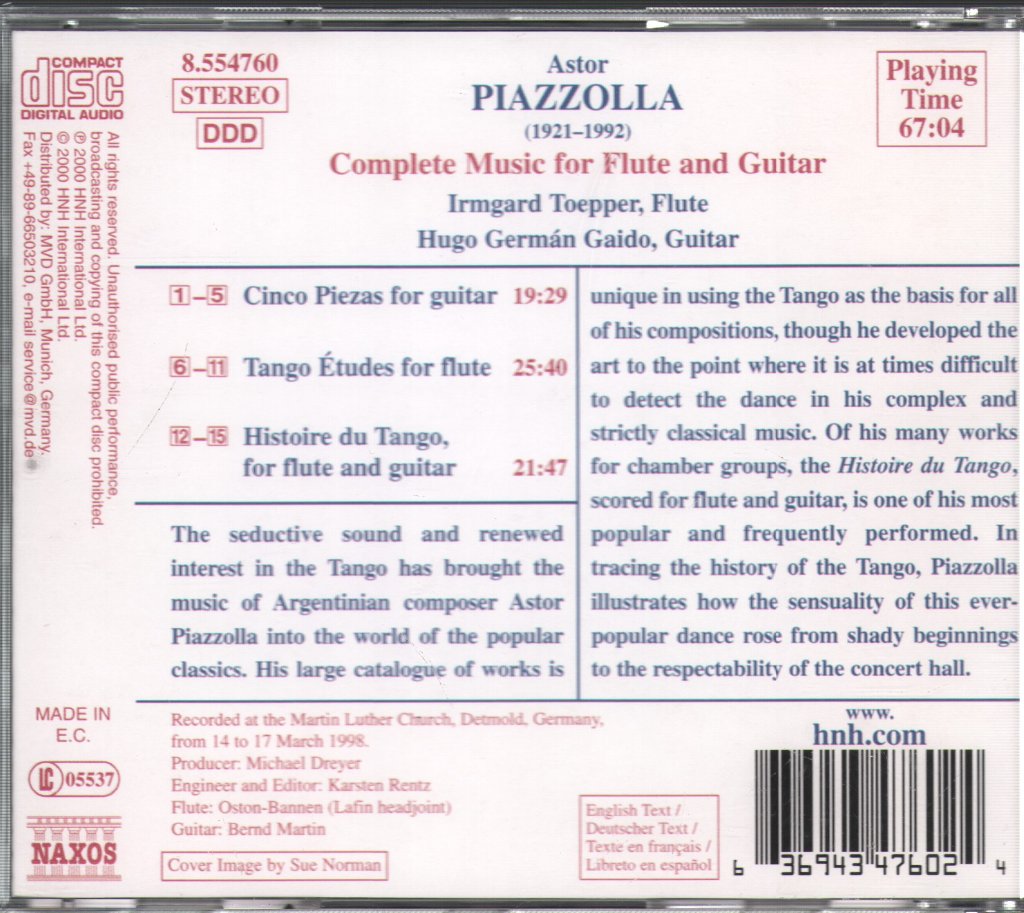 COMPACT
disc
DIGITAL AUDIO
8.554760
STEREO
DDD
Astor
PIAZZOLLA
(1921–1992)
Complete Music for Flute and Guitar
Irmgard Toepper, Flute
Hugo Germán Gaido, Guitar
Playing
Time
67:04
All rights reserved. Unauthorised public performance,
broadcasting and copying of this compact disc prohibited.
℗ 2000 HNH International Ltd.
© 2000 HNH International Ltd.
Distributed by: MVD GmbH, Munich, Germany.
Fax +49-89-66503210, e-mail service@mvd.de
1–5 Cinco Piezas for guitar 19:29
6–11 Tango Études for flute 25:40
12–15 Histoire du Tango,
for flute and guitar 21:47
The seductive sound and renewed
interest in the Tango has brought the
music of Argentinian composer Astor
Piazzolla into the world of the popular
classics. His large catalogue of works is
unique in using the Tango as the basis for all
of his compositions, though he developed the
art to the point where it is at times difficult
to detect the dance in his complex and
strictly classical music. Of his many works
for chamber groups, the Histoire du Tango,
scored for flute and guitar, is one of his most
popular and frequently performed. In
tracing the history of the Tango, Piazzolla
illustrates how the sensuality of this ever-
popular dance rose from shady beginnings
to the respectability of the concert hall.
MADE IN
E.C.
LC 05537
NAXOS
Recorded at the Martin Luther Church, Detmold, Germany,
from 14 to 17 March 1998.
Producer: Michael Dreyer
Engineer and Editor: Karsten Rentz
Flute: Oston-Bannen (Lafin headjoint)
Guitar: Bernd Martin
Cover Image by Sue Norman
English Text /
Deutscher Text /
Texte en français /
Libreto en español
www.
hnh.com
6 36943 47602 4